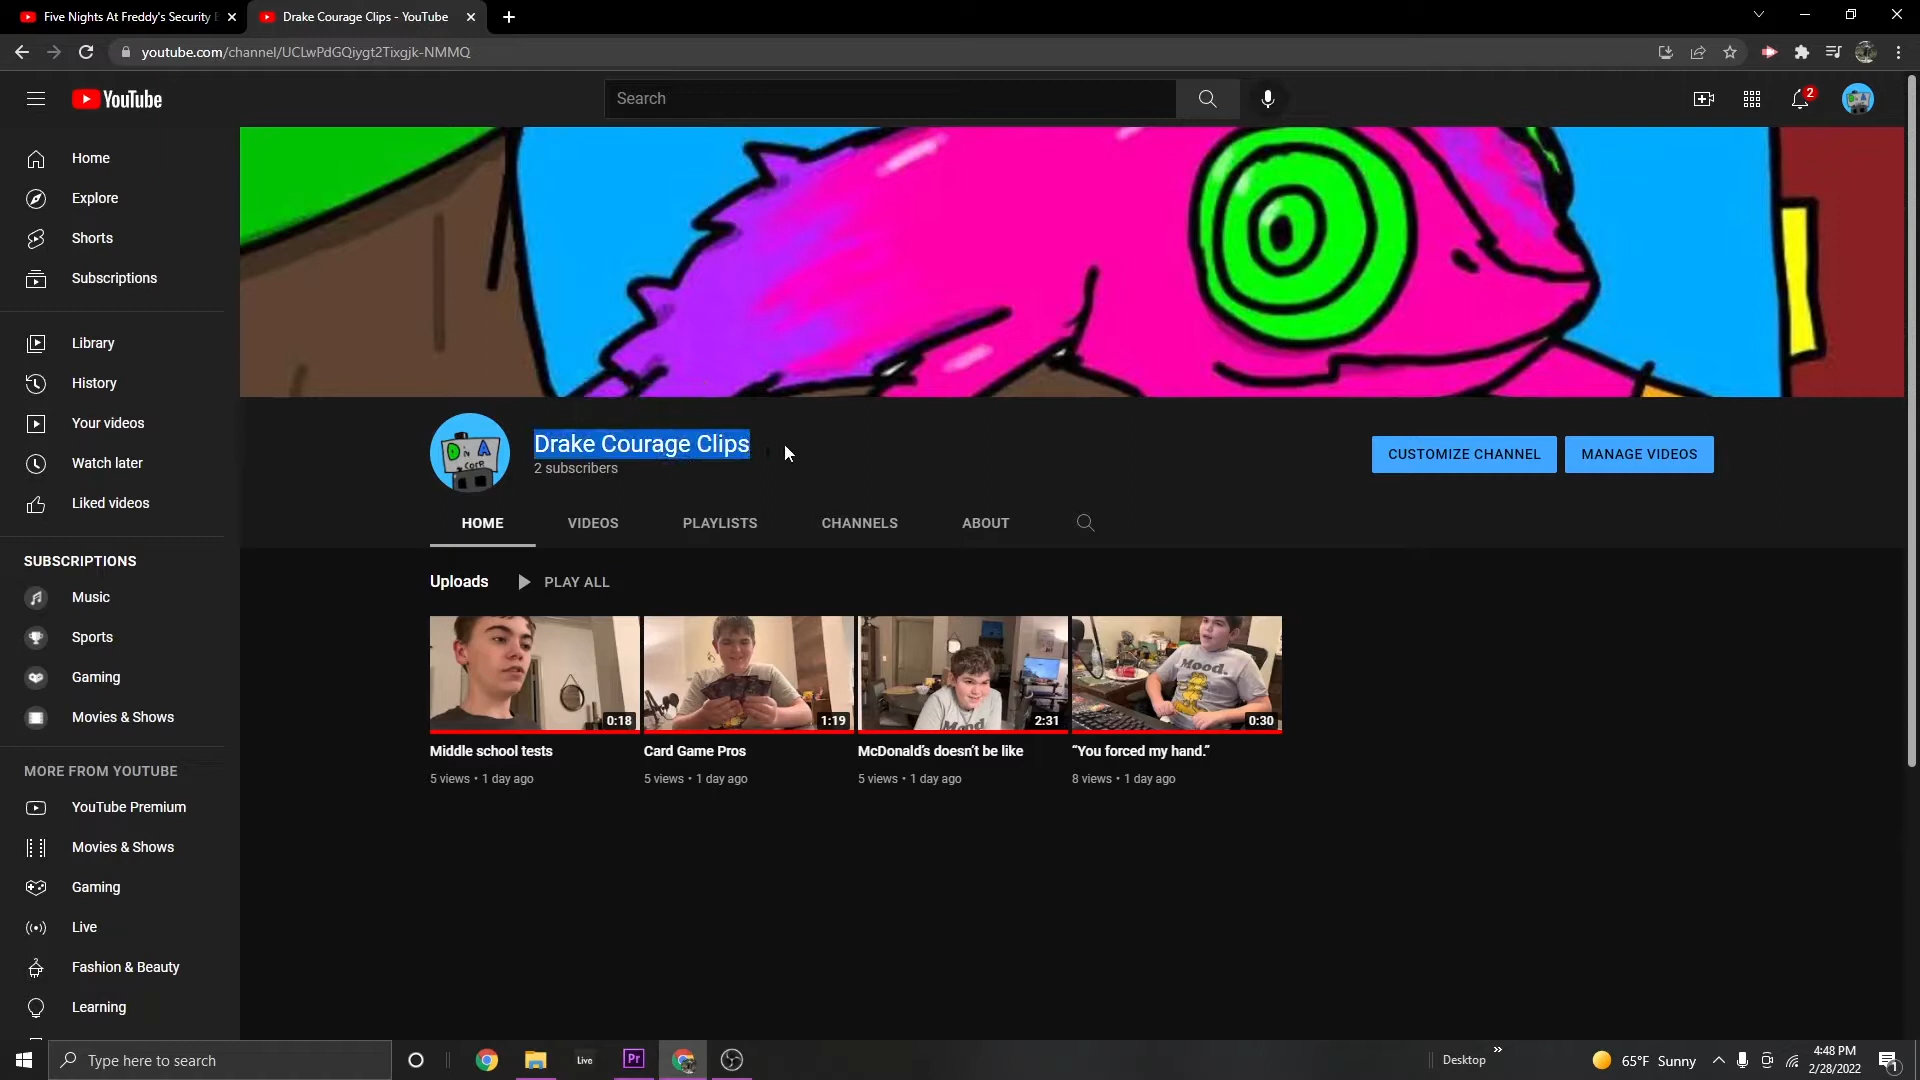 Five Nights At Freddy's Security
Drake Courage Clips - YouTube
youtube.com/channel/UCLwPdGQiygt2Tixgjk-NMMQ
YouTube
Search
2
Home
Explore
Shorts
Subscriptions
Library
History
Your videos
Watch later
Liked videos
SUBSCRIPTIONS
Music
Sports
Gaming
Movies & Shows
MORE FROM YOUTUBE
YouTube Premium
Movies & Shows
Gaming
Live
Fashion & Beauty
Learning
Drake Courage Clips
2 subscribers
CUSTOMIZE CHANNEL
MANAGE VIDEOS
HOME
VIDEOS
PLAYLISTS
CHANNELS
ABOUT
Uploads
PLAY ALL
0:18
1:19
Mood.
2:31
Mood.
0:30
Middle school tests
5 views • 1 day ago
Card Game Pros
5 views • 1 day ago
McDonald’s doesn’t be like
5 views • 1 day ago
“You forced my hand.”
8 views • 1 day ago
Type here to search
Live
Pr
Desktop
65°F Sunny
4:48 PM
2/28/2022
1